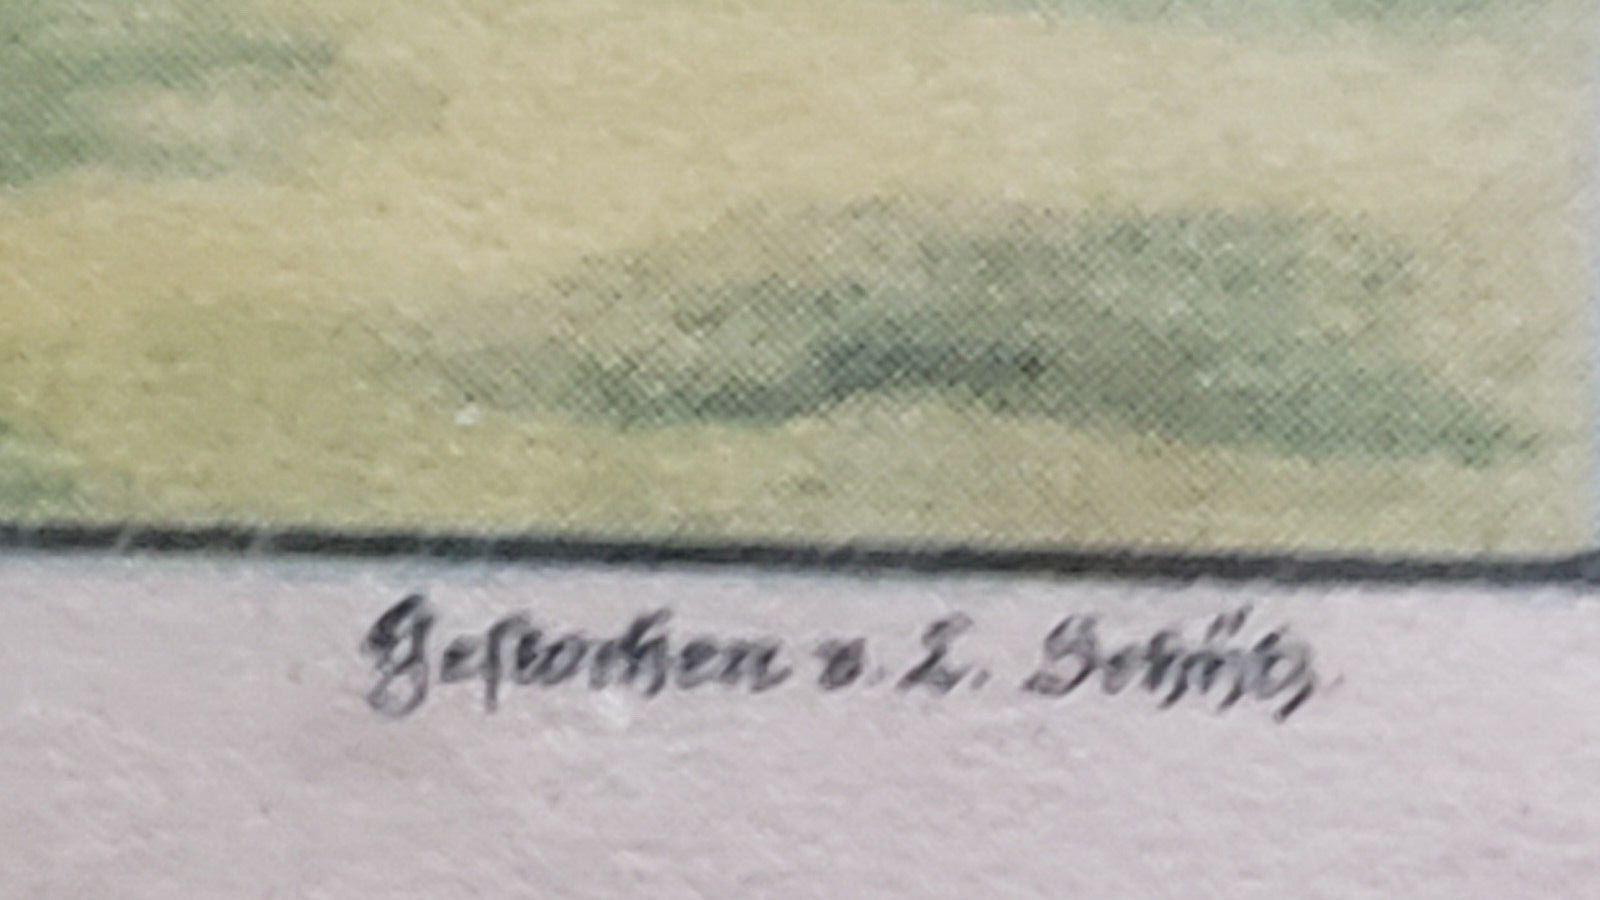 Gestochen v. L. Schütz.